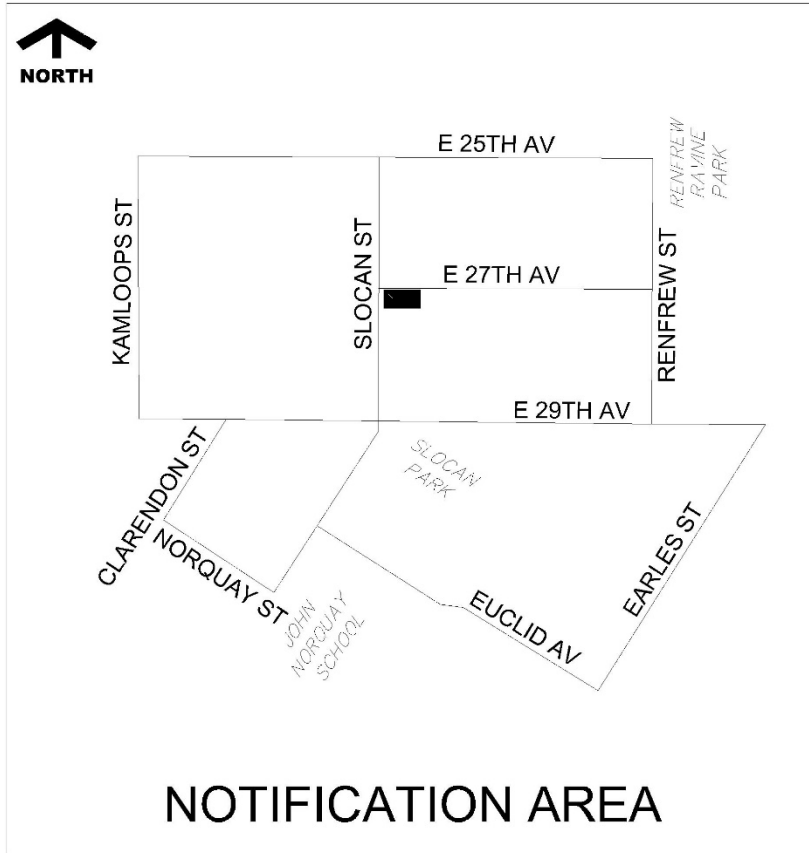 NORTH
E 25TH AV
RENFREW
RAVINE
PARK
KAMLOOPS ST
SLOCAN ST
E 27TH AV
RENFREW ST
E 29TH AV
CLARENDON ST
SLOCAN
PARK
NORQUAY ST
JOHN
NORQUAY
SCHOOL
EUCLID AV
EARLES ST
NOTIFICATION AREA